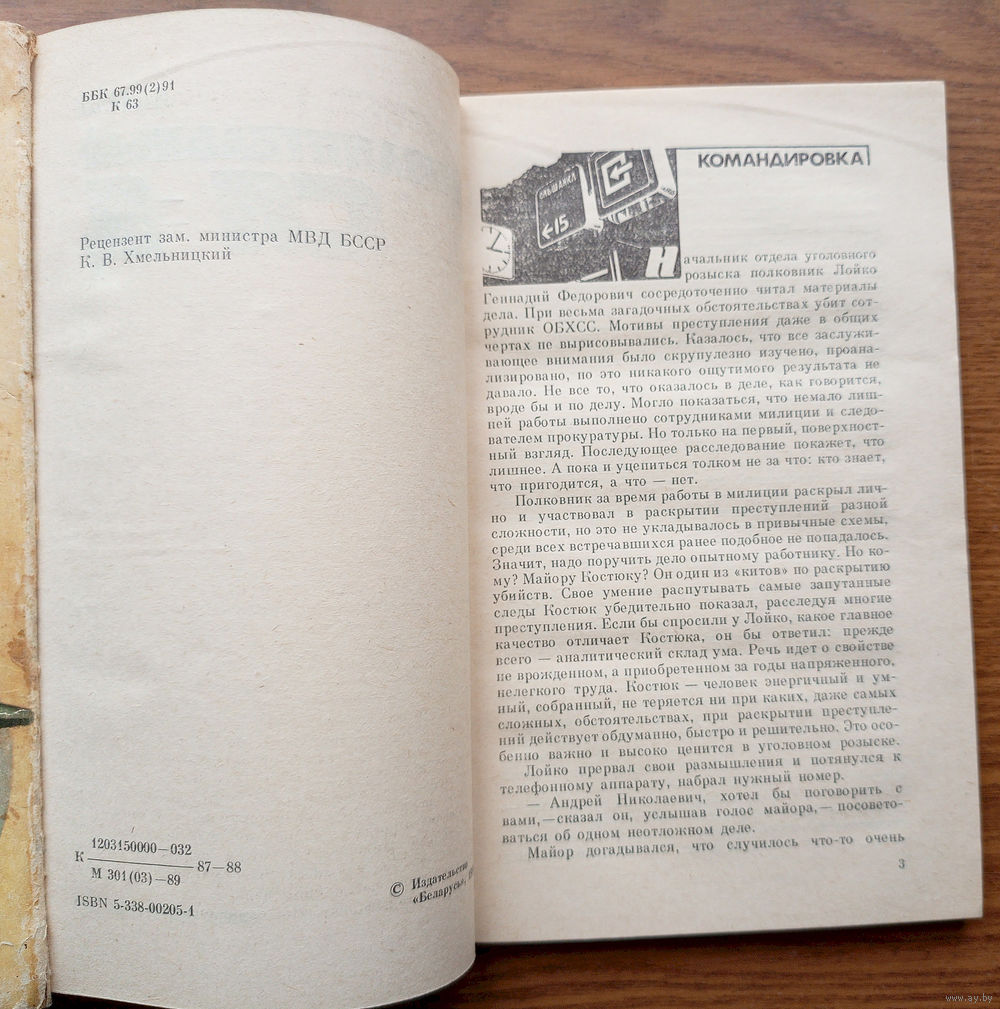 ББК 67.99(2)91
К 63
Рецензент зам. министра МВД БССР
К. В. Хмельницкий
1203150000—032
К 87—88
М 301(03)—89
ISBN 5-338-00205-1
© Издательство
«Беларусь»,
КОМАНДИРОВКА
ОЛЬШАНКА
←15
Начальник отдела уголовного
розыска полковник Лойко
Геннадий Федорович сосредоточенно читал материалы
дела. При весьма загадочных обстоятельствах убит сот-
рудник ОБХСС. Мотивы преступления даже в общих
чертах не вырисовывались. Казалось, что все заслужи-
вающее внимания было скрупулезно изучено, проана-
лизировано, но это никакого ощутимого результата не
давало. Не все то, что оказалось в деле, как говорится,
вроде бы и по делу. Могло показаться, что немало лиш-
ней работы выполнено сотрудниками милиции и следо-
вателем прокуратуры. Но только на первый, поверхност-
ный взгляд. Последующее расследование покажет, что
лишнее. А пока и уцепиться толком не за что: кто знает,
что пригодится, а что — нет.
Полковник за время работы в милиции раскрыл лич-
но и участвовал в раскрытии преступлений разной
сложности, но это не укладывалось в привычные схемы,
среди всех встречавшихся ранее подобное не попадалось.
Значит, надо поручить дело опытному работнику. Но ко-
му? Майору Костюку? Он один из «китов» по раскрытию
убийств. Свое умение распутывать самые запутанные
следы Костюк убедительно показал, расследуя многие
преступления. Если бы спросили у Лойко, какое главное
качество отличает Костюка, он бы ответил: прежде
всего — аналитический склад ума. Речь идет о свойстве
не врожденном, а приобретенном за годы напряженного,
нелегкого труда. Костюк — человек энергичный и ум-
ный, собранный, не теряется ни при каких, даже самых
сложных, обстоятельствах, при раскрытии преступле-
ний действует обдуманно, быстро и решительно. Это осо-
бенно важно и высоко ценится в уголовном розыске.
Лойко прервал свои размышления и потянулся к
телефонному аппарату, набрал нужный номер.
— Андрей Николаевич, хотел бы поговорить с
вами,— сказал он, услышав голос майора,— посовето-
ваться об одном неотложном деле.
Майор догадывался, что случилось что-то очень
3
www.ay.by